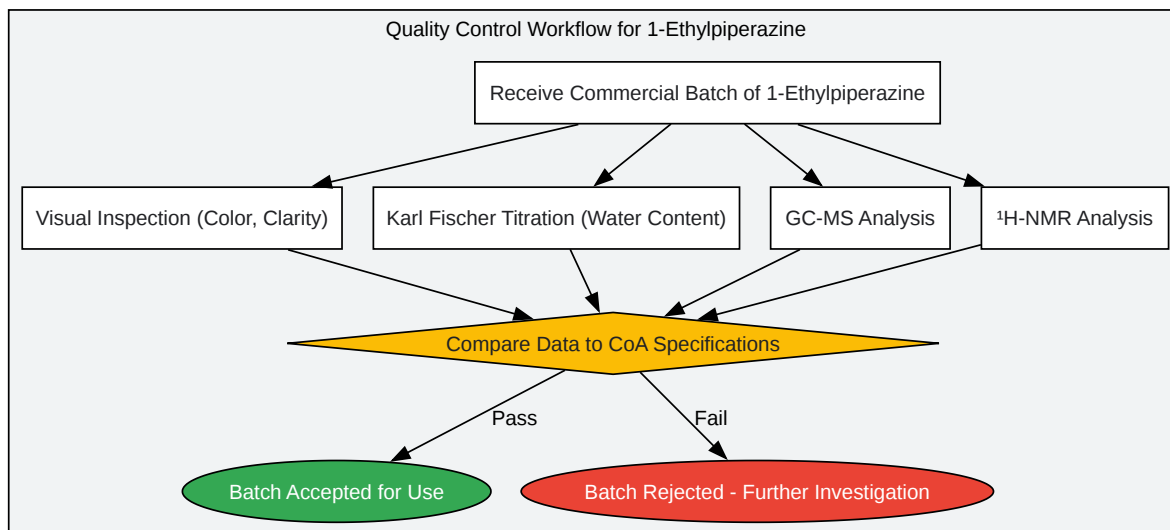 Quality Control Workflow for 1-Ethylpiperazine
Receive Commercial Batch of 1-Ethylpiperazine
Visual Inspection (Color, Clarity)
Karl Fischer Titration (Water Content)
GC-MS Analysis
¹H-NMR Analysis
Compare Data to CoA Specifications
Pass
Fail
Batch Accepted for Use
Batch Rejected - Further Investigation